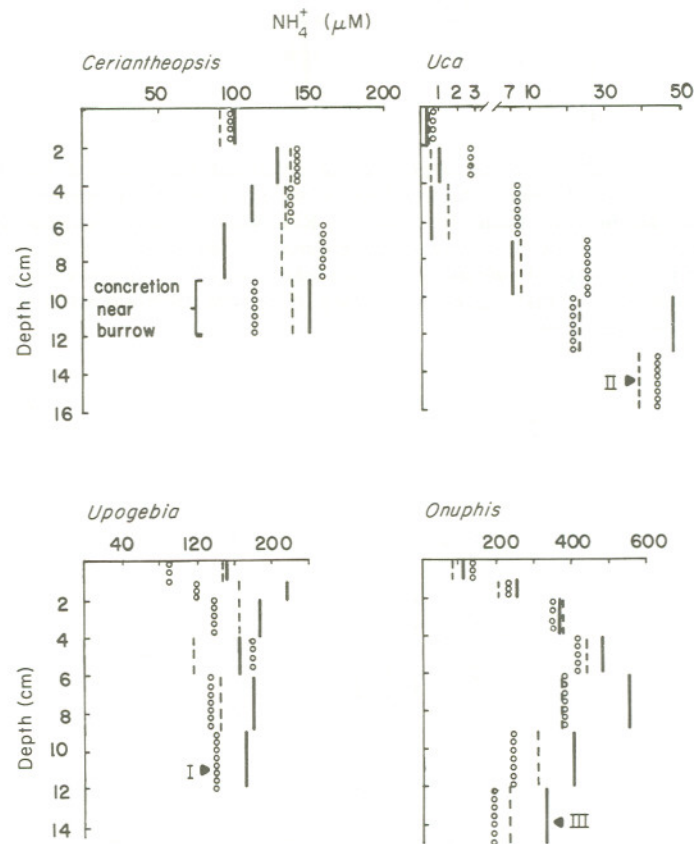 NH₄⁺ (μM)
Ceriantheopsis
50 100 150 200
Depth (cm)
2
4
6
8
10
12
14
16
concretion
near
burrow
Uca
1 2 3 7 10 30 50
II
Upogebia
40 120 200
Depth (cm)
2
4
6
8
10
12
14
I
Onuphis
200 400 600
III